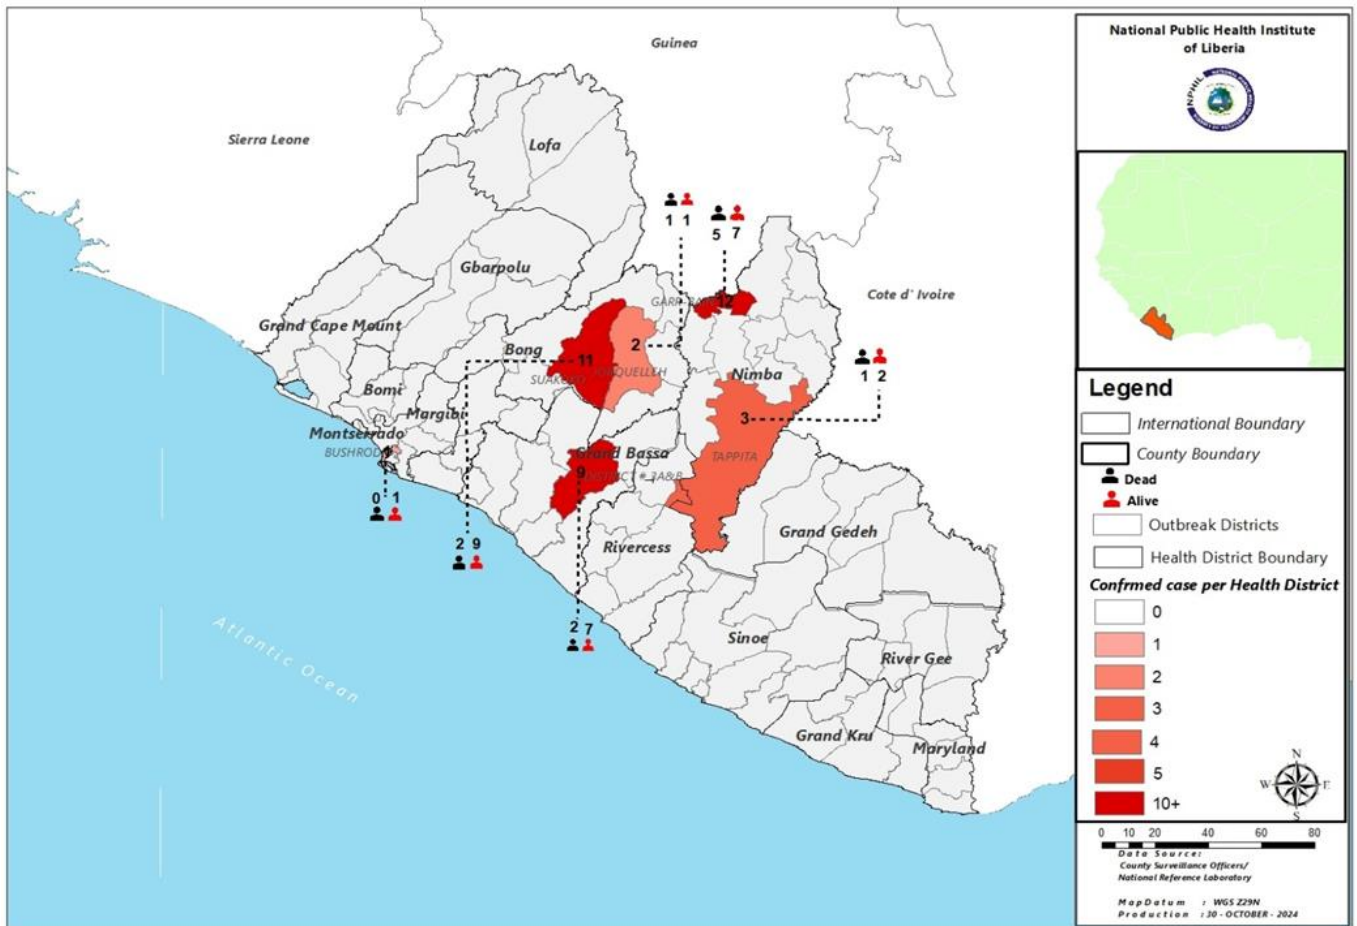 Guinea
Sierra Leone
Lofa
1 1
5 7
Gbarpolu
Cote d' Ivoire
12
Grand Cape Mount
2
Bong
11
1 2
Nimba
Bomi
3
Margibi
Montserrado
Grand Bassa
TAPPITA
9
0 1
Grand Gedeh
2 9
Rivercess
2 7
Sinoe
River Gee
Atlantic Ocean
Grand Kru
Maryland
National Public Health Institute
of Liberia
NPHIL
Legend
International Boundary
County Boundary
Dead
Alive
Outbreak Districts
Health District Boundary
Confrmed case per Health District
0
1
2
3
4
5
10+
N
W E
S
0 10 20 40 60 80
Data Source:
County Surveillance Officers/
National Reference Laboratory
MapDatum : WGS Z29N
Production : 30 - OCTOBER - 2024